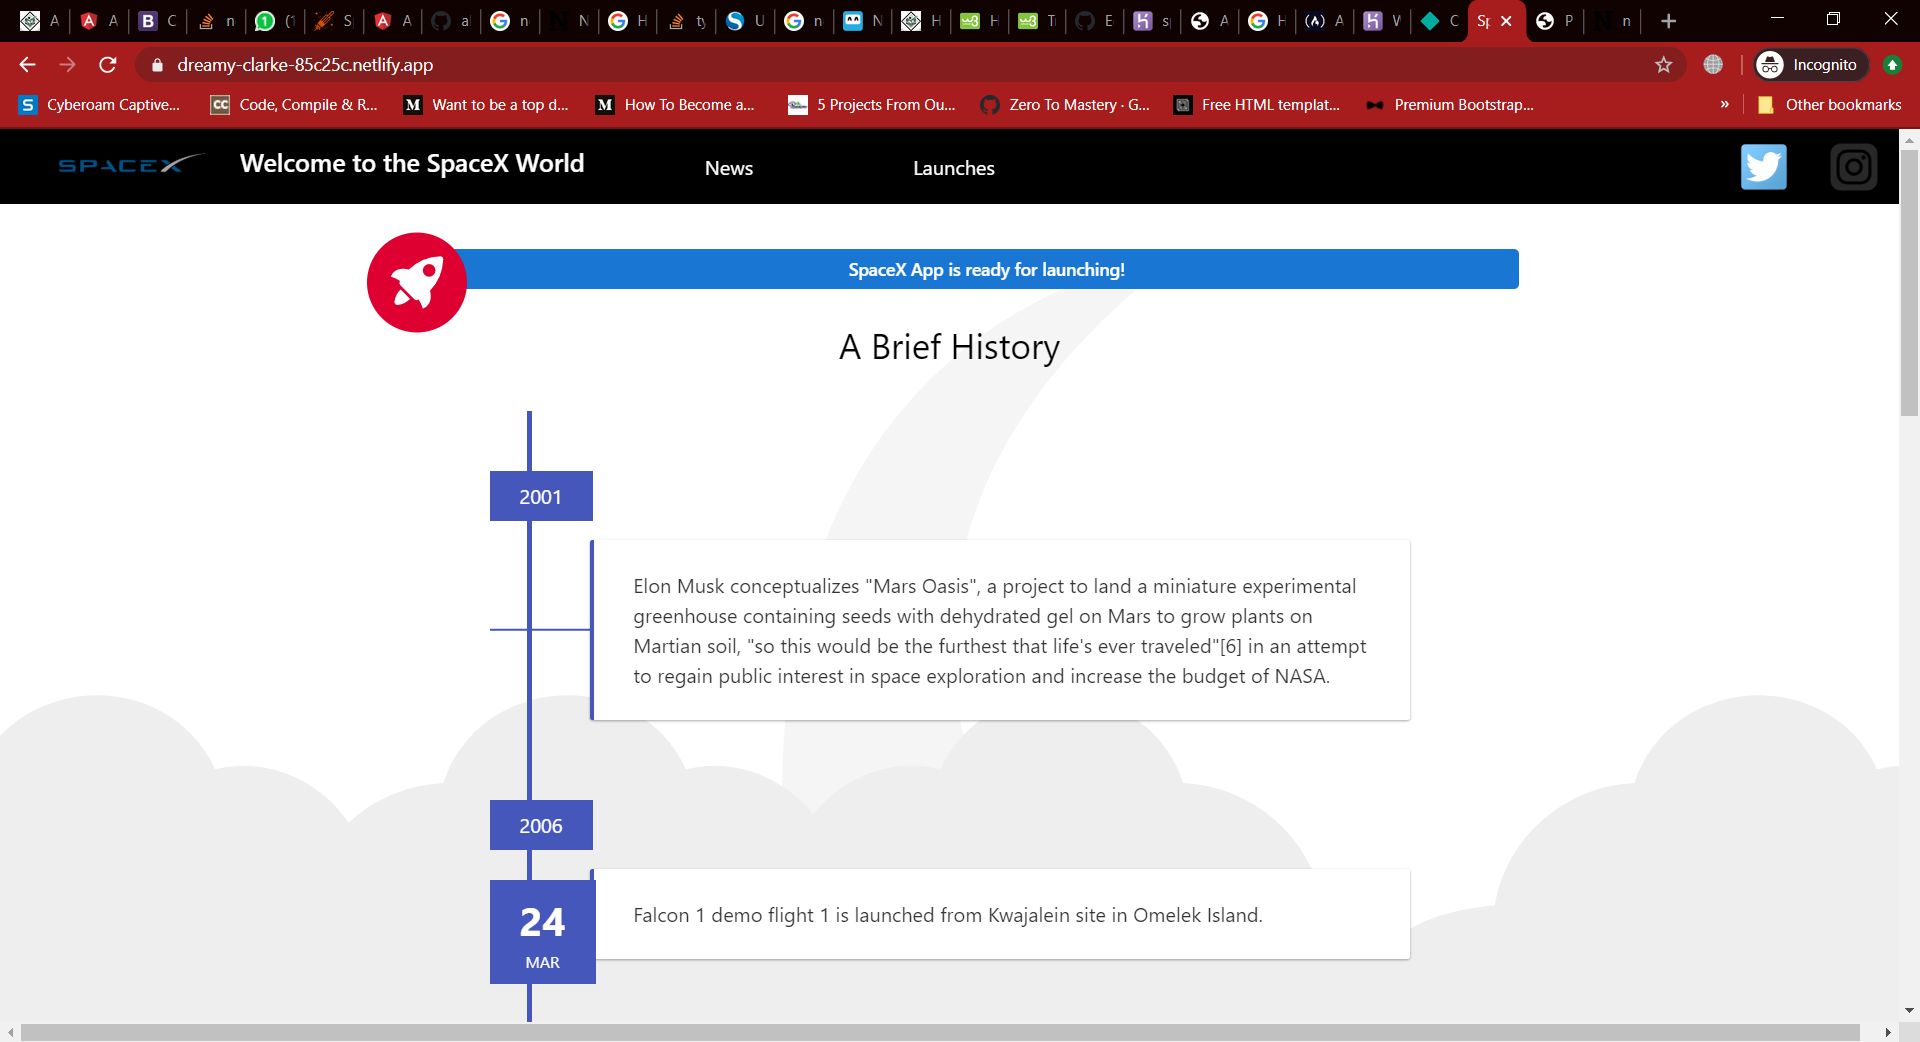 A A B C n (1 S A al n N H ty U n N H H Tr E sp A H (A) A W C Sp P n
dreamy-clarke-85c25c.netlify.app Incognito
S Cyberoam Captive... CC Code, Compile & R... M Want to be a top d... M How To Become a... 5 Projects From Ou... Zero To Mastery · G... Free HTML templat... Premium Bootstrap... » Other bookmarks
SPACEX Welcome to the SpaceX World News Launches
SpaceX App is ready for launching!
A Brief History
2001
Elon Musk conceptualizes "Mars Oasis", a project to land a miniature experimental
greenhouse containing seeds with dehydrated gel on Mars to grow plants on
Martian soil, "so this would be the furthest that life's ever traveled"[6] in an attempt
to regain public interest in space exploration and increase the budget of NASA.
2006
24
MAR
Falcon 1 demo flight 1 is launched from Kwajalein site in Omelek Island.